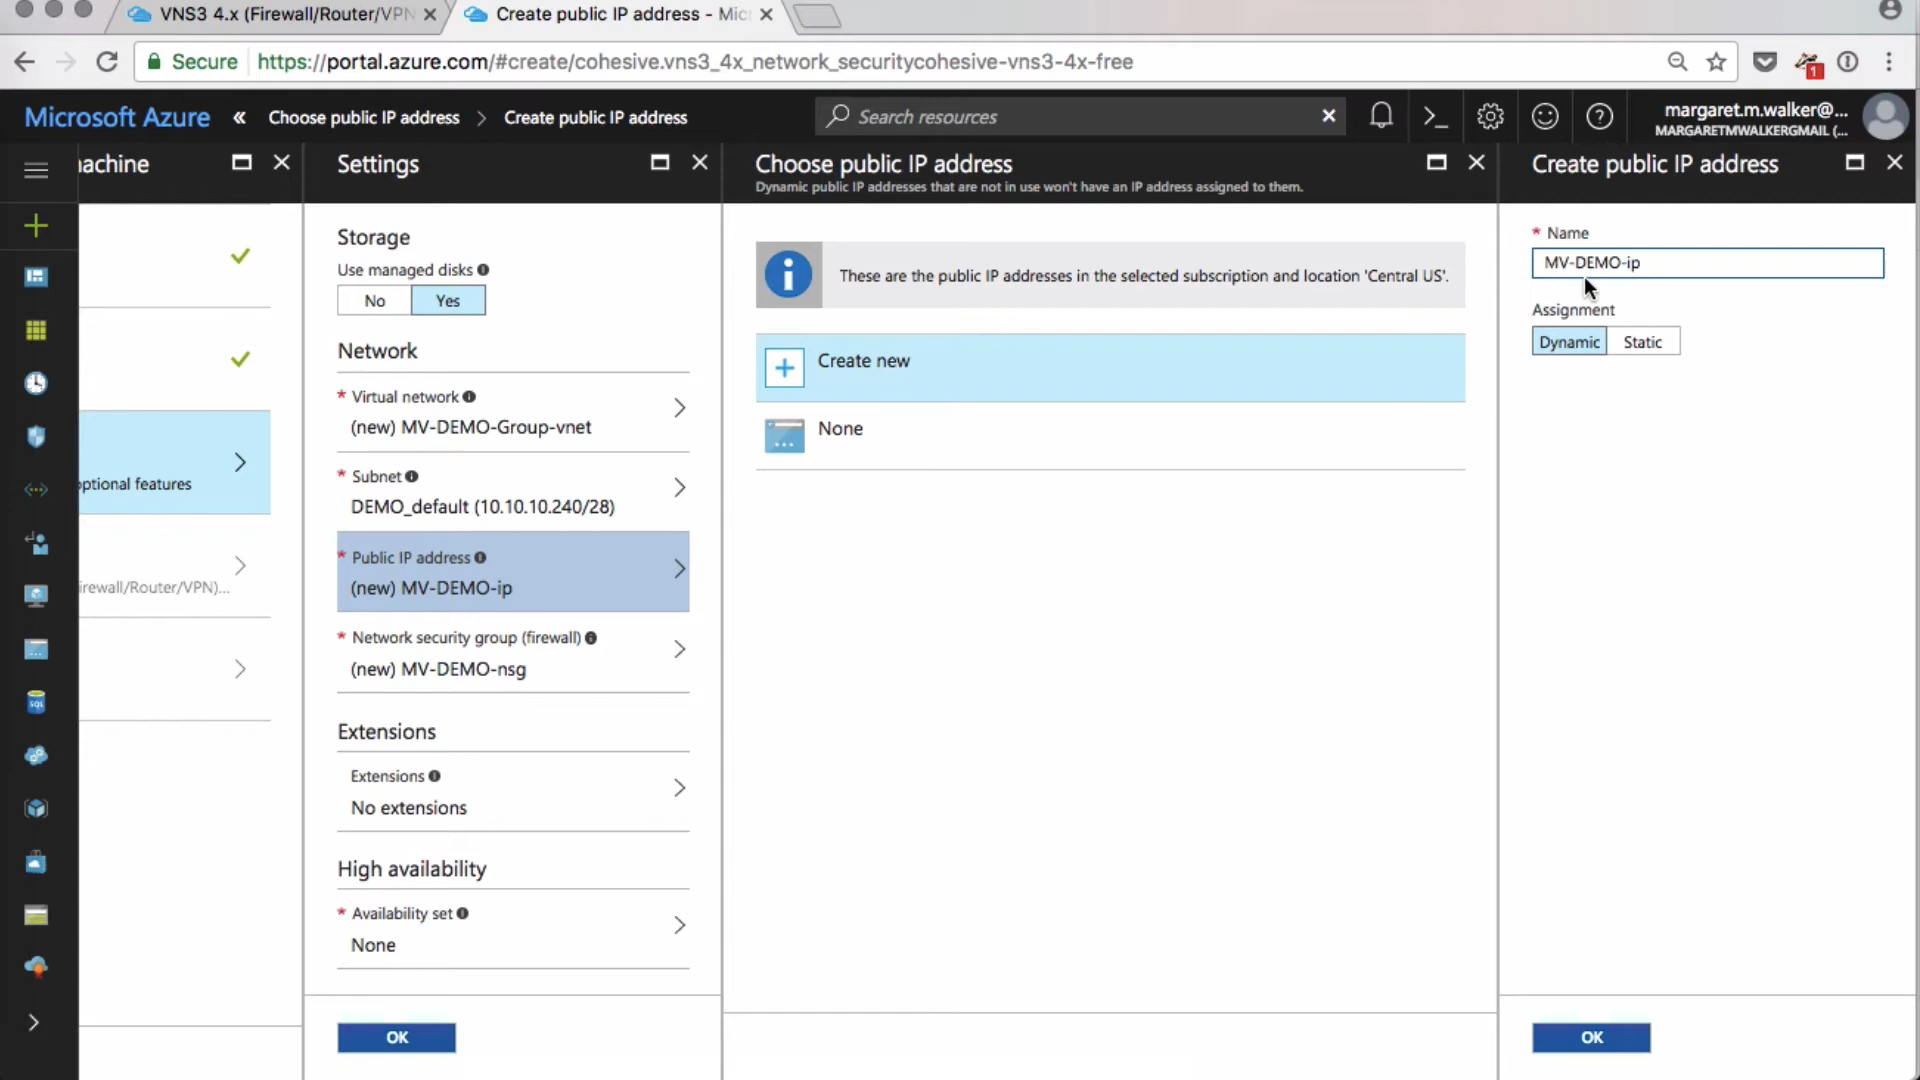 VNS3 4.x (Firewall/Router/VPN
Create public IP address - Mic
Secure
https://portal.azure.com/#create/cohesive.vns3_4x_network_securitycohesive-vns3-4x-free
1
Microsoft Azure
«
Choose public IP address > Create public IP address
Search resources
margaret.m.walker@...
MARGARETMWALKERGMAIL (...
achine
optional features
irewall/Router/VPN)...
Settings
Storage
Use managed disks
No
Yes
Network
* Virtual network
(new) MV-DEMO-Group-vnet
* Subnet
DEMO_default (10.10.10.240/28)
* Public IP address
(new) MV-DEMO-ip
* Network security group (firewall)
(new) MV-DEMO-nsg
Extensions
Extensions
No extensions
High availability
* Availability set
None
OK
Choose public IP address
Dynamic public IP addresses that are not in use won't have an IP address assigned to them.
These are the public IP addresses in the selected subscription and location 'Central US'.
Create new
None
Create public IP address
* Name
MV-DEMO-ip
Assignment
Dynamic
Static
OK
SQL